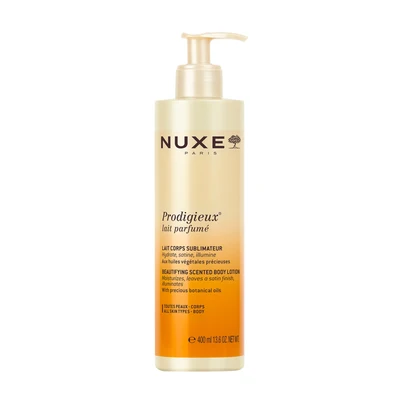 NUXE
PARIS
Prodigieux®
lait parfumé
LAIT CORPS SUBLIMATEUR
Hydrate, satine, illumine
Aux huiles végétales précieuses
BEAUTIFYING SCENTED BODY LOTION
Moisturizes, leaves a satin finish,
illuminates
With precious botanical oils
TOUTES PEAUX - CORPS
ALL SKIN TYPES - BODY
℮ 400 ml 13.6 OZ. NET WT.